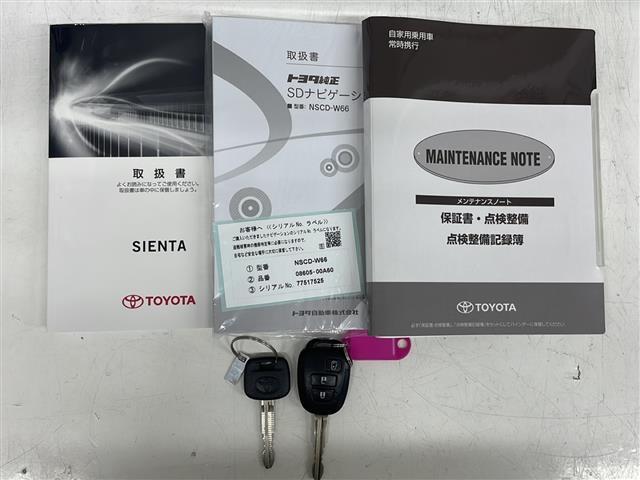 取扱書
よくお読みになってご使用ください。
取扱書は車の中に保管しましょう。
SIENTA
TOYOTA
取扱書
トヨタ純正
SDナビゲーシ
■ 型番: NSCD-W66
お客様へ 《(シリアルNo. ラベル)》
① 型番 NSCD-W66
② 品番 08605-00A60
③ シリアルNo. 77517525
トヨタ自動車株式会社
自家用乗用車
常時携行
MAINTENANCE NOTE
メンテナンスノート
保証書・点検整備
点検整備記録簿
TOYOTA